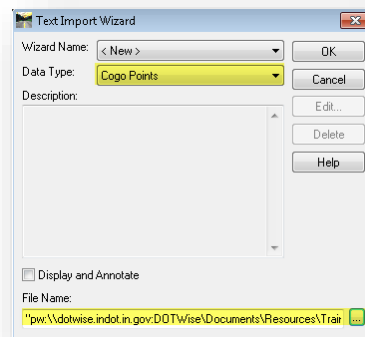 Text Import Wizard
Wizard Name: < New > OK
Data Type: Cogo Points Cancel
Description: Edit...
Delete
Help
Display and Annotate
File Name:
"pw:\\dotwise.indot.in.gov:DOTWise\Documents\Resources\Train ...